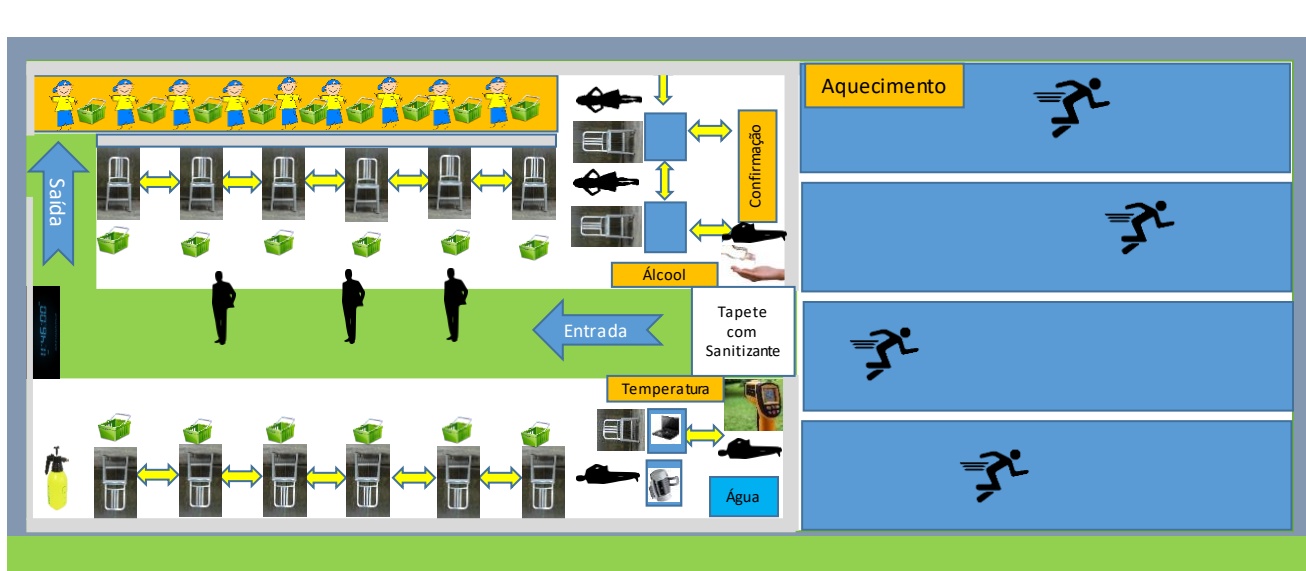 Aquecimento
Confirmação
Saída
Álcool
Entrada
Tapete
com
Sanitizante
Temperatura
Água